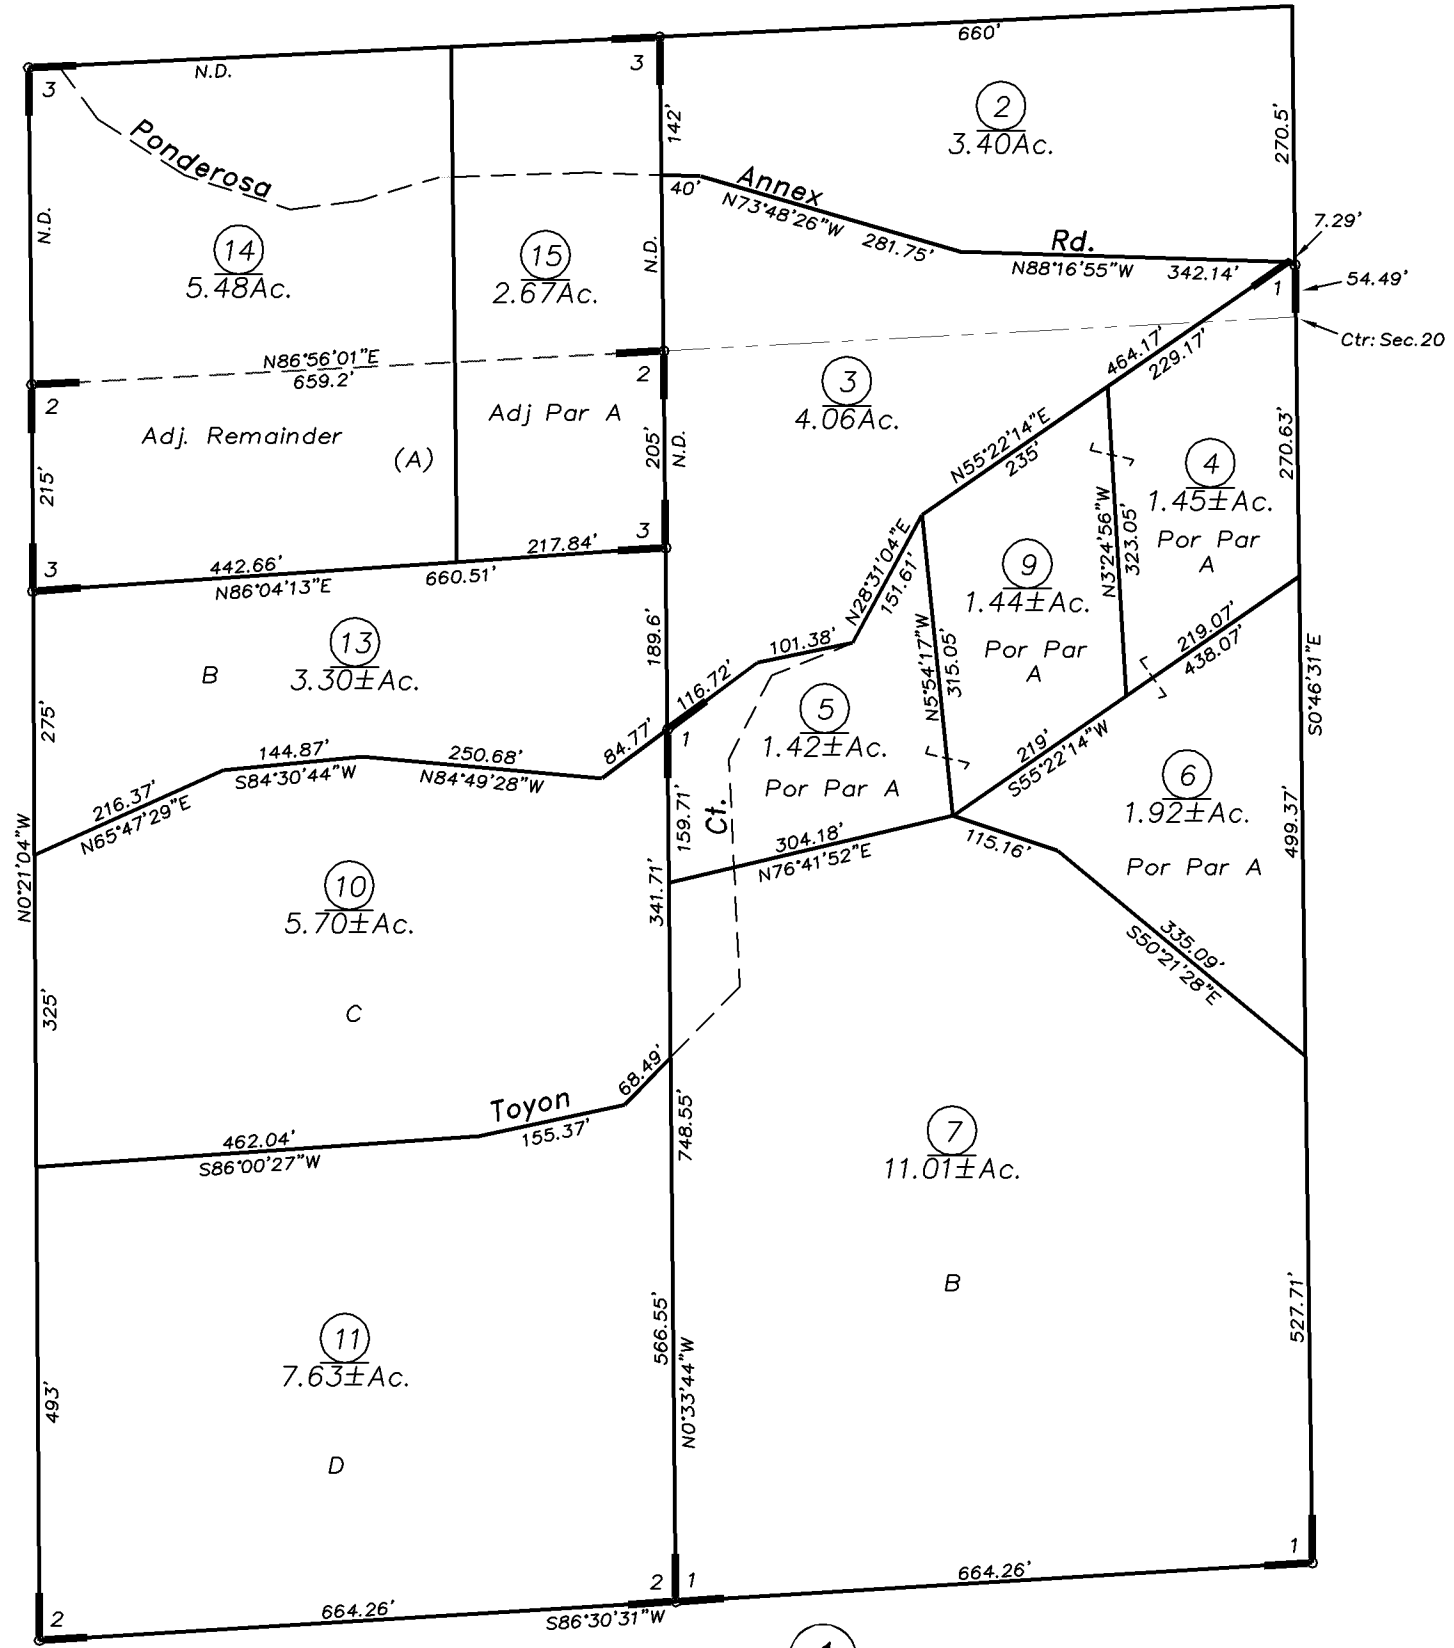 660'
N.D.
3
3
2
3.40Ac.
142'
270.5'
Ponderosa
40'
Annex
N73°48'26"W 281.75'
Rd.
N88°16'55"W 342.14'
7.29'
54.49'
1
Ctr: Sec.20
N.D.
14
5.48Ac.
15
2.67Ac.
N.D.
N86°56'01"E
659.2'
2
2
Adj. Remainder
(A)
Adj Par A
215'
205'
N.D.
3
4.06Ac.
464.17'
229.17'
N55°22'14"E
235'
270.63'
4
1.45±Ac.
Por Par
A
N3°24'56"W
323.05'
3
3
442.66'
217.84'
N86°04'13"E
660.51'
N28°31'04"E
151.61'
9
1.44±Ac.
Por Par
A
219.07'
438.07'
13
B 3.30±Ac.
189.6'
101.38'
116.72'
N5°54'17"W
315.05'
S0°46'31"E
275'
84.77'
1
5
1.42±Ac.
Por Par A
219'
S55°22'14"W
144.87'
S84°30'44"W
250.68'
N84°49'28"W
216.37'
N65°47'29"E
6
1.92±Ac.
Por Par A
N0°21'04"W
159.71'
Ct.
304.18'
N76°41'52"E
115.16'
499.37'
10
5.70±Ac.
C
341.71'
335.09'
S50°21'28"E
325'
68.49'
Toyon
155.37'
462.04'
S86°00'27"W
748.55'
7
11.01±Ac.
B
11
7.63±Ac.
D
493'
566.55'
N0°33'44"W
527.71'
1
664.26'
2
1
2
664.26'
S86°30'31"W
1